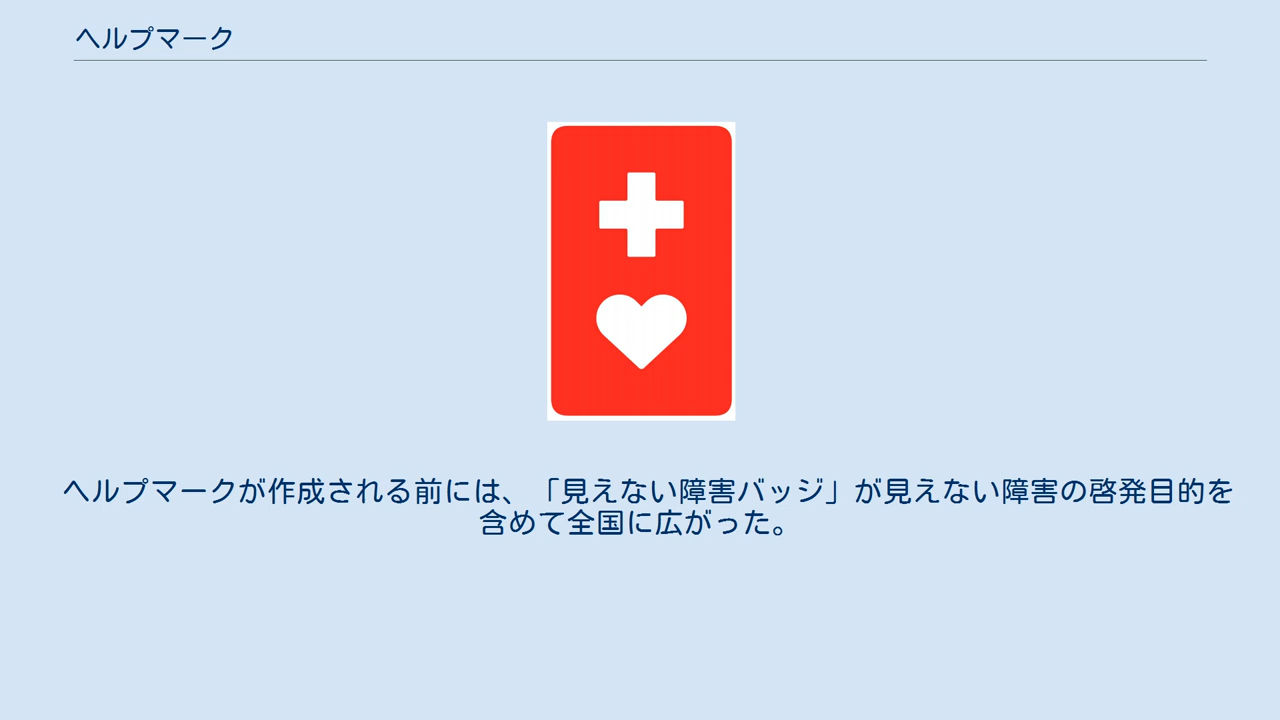 ヘルプマーク
ヘルプマークが作成される前には、「見えない障害バッジ」が見えない障害の啓発目的を
含めて全国に広がった。